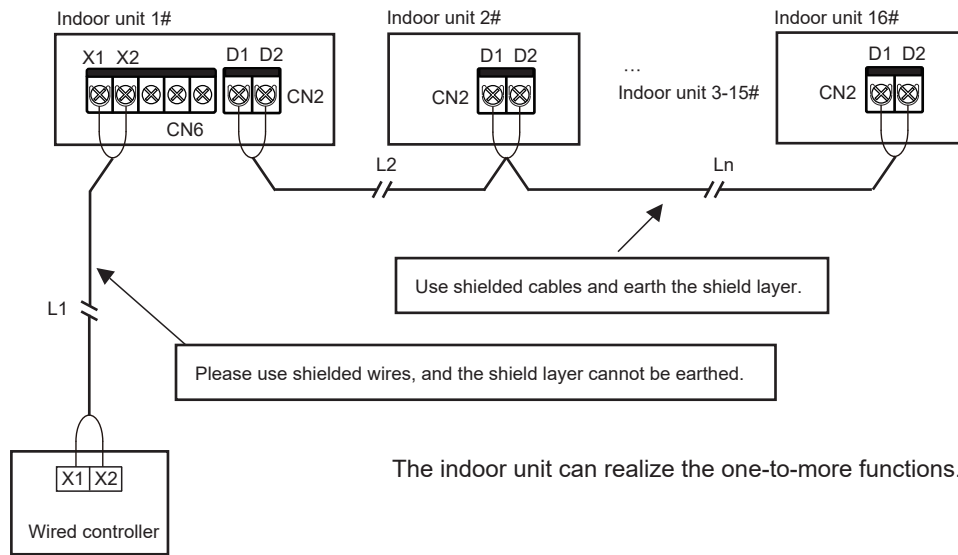 Indoor unit 1#
Indoor unit 2#
Indoor unit 16#
X1 X2
D1 D2
CN2
CN6
D1 D2
CN2
…
Indoor unit 3-15#
D1 D2
CN2
L2
Ln
Use shielded cables and earth the shield layer.
L1
Please use shielded wires, and the shield layer cannot be earthed.
The indoor unit can realize the one-to-more functions.
X1 X2
Wired controller